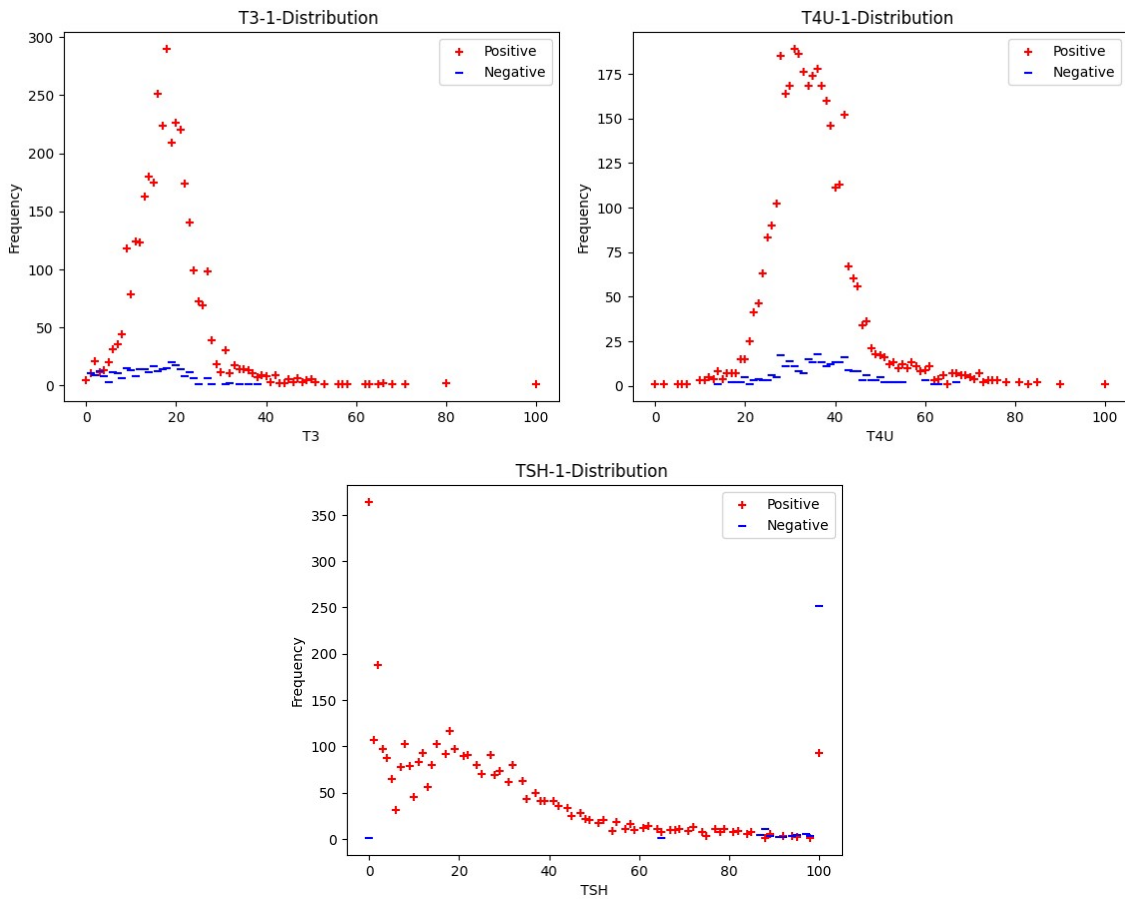 T3-1-Distribution
Positive
Negative
300
250
200
150
100
50
0
Frequency
0 20 40 60 80 100
T3
T4U-1-Distribution
Positive
Negative
175
150
125
100
75
50
25
0
Frequency
0 20 40 60 80 100
T4U
TSH-1-Distribution
Positive
Negative
350
300
250
200
150
100
50
0
Frequency
0 20 40 60 80 100
TSH